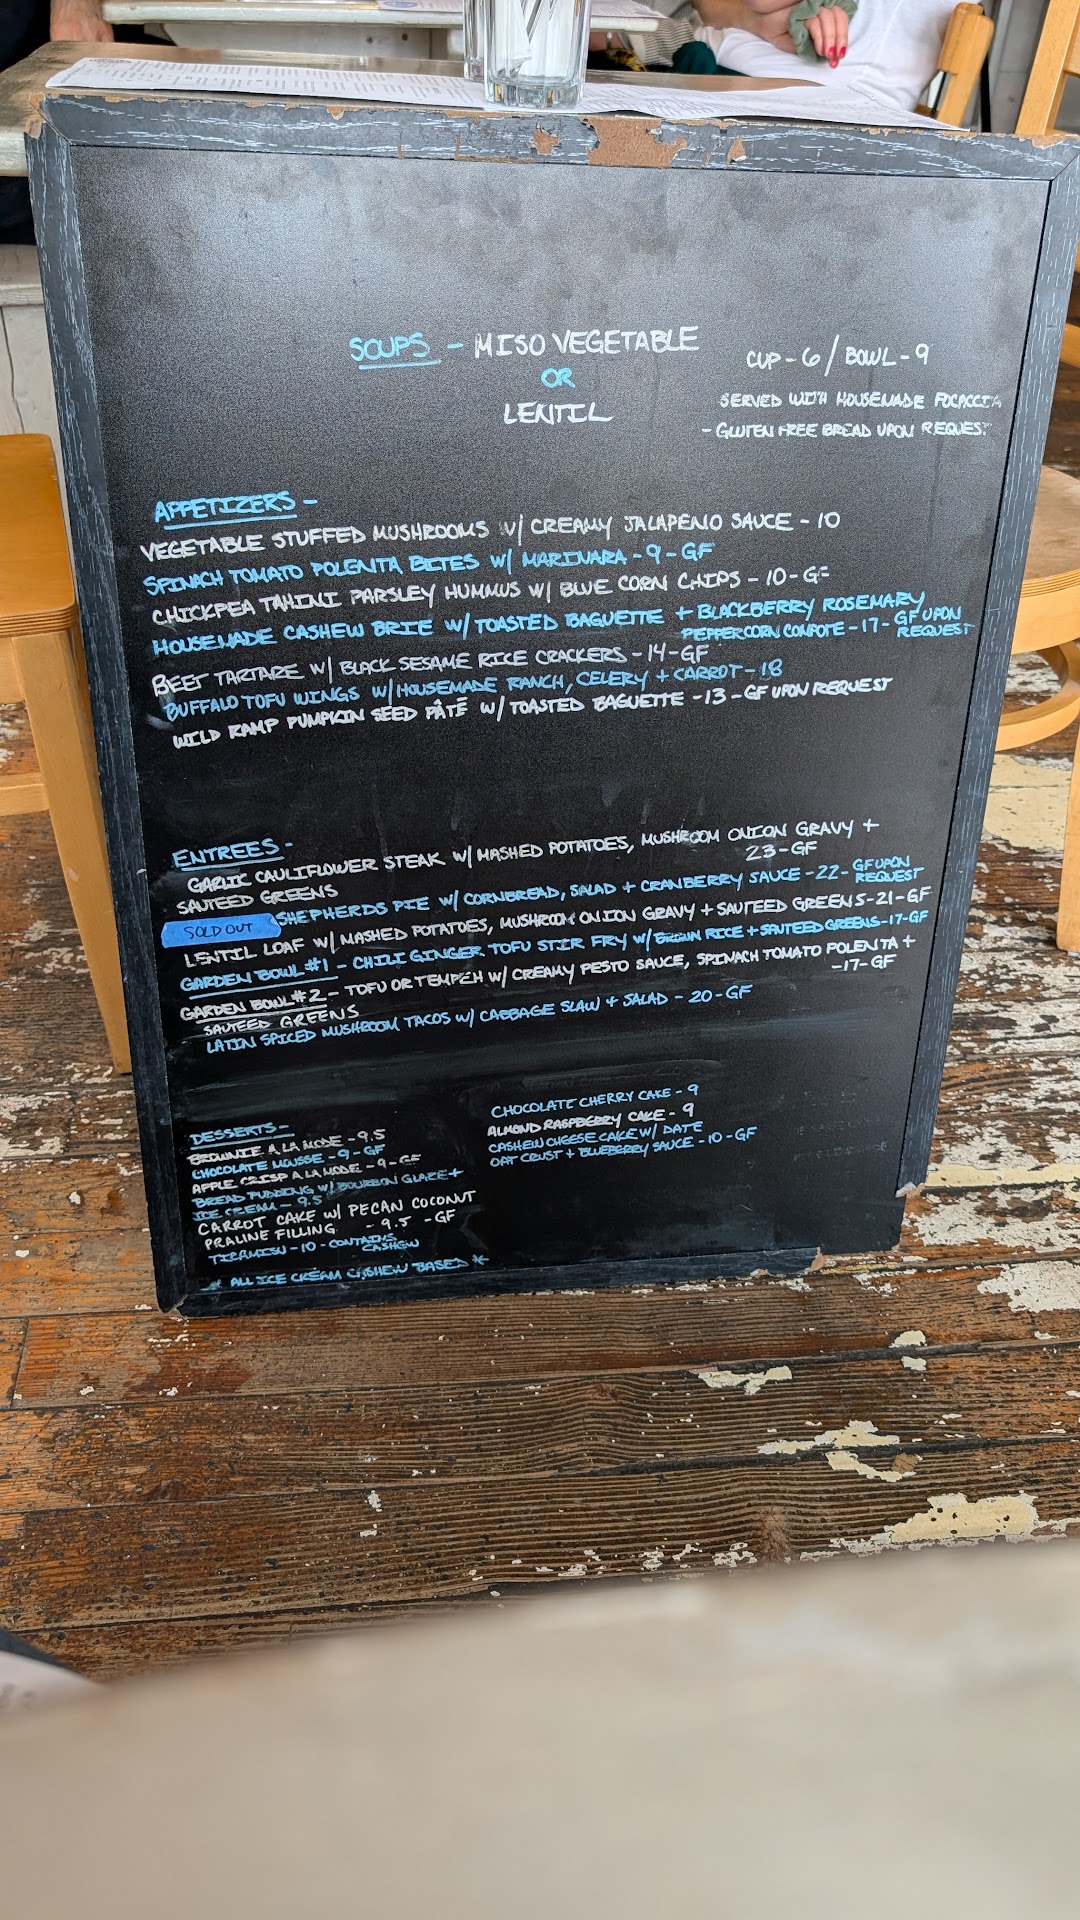 SOUPS - MISO VEGETABLE
OR
LENTIL
CUP - 6 / BOWL - 9
SERVED WITH HOUSEMADE FOCACCIA
- GLUTEN FREE BREAD UPON REQUEST
APPETIZERS -
VEGETABLE STUFFED MUSHROOMS W/ CREAMY JALAPENO SAUCE - 10
SPINACH TOMATO POLENTA BITES W/ MARINARA - 9 - GF
CHICKPEA TAHINI PARSLEY HUMMUS W/ BLUE CORN CHIPS - 10 - GF
HOUSEMADE CASHEW BRIE W/ TOASTED BAGUETTE + BLACKBERRY ROSEMARY
PEPPERCORN COMPOTE - 17 - GF UPON
REQUEST
BEET TARTARE W/ BLACK SESAME RICE CRACKERS - 14 - GF
BUFFALO TOFU WINGS W/ HOUSEMADE RANCH, CELERY + CARROT - 18
WILD RAMP PUMPKIN SEED PÂTÉ W/ TOASTED BAGUETTE - 13 - GF UPON REQUEST
ENTREES -
GARLIC CAULIFLOWER STEAK W/ MASHED POTATOES, MUSHROOM ONION GRAVY +
SAUTEED GREENS 23 - GF
SOLD OUT SHEPHERDS PIE W/ CORNBREAD, SALAD + CRANBERRY SAUCE - 22 - GF UPON
REQUEST
LENTIL LOAF W/ MASHED POTATOES, MUSHROOM ONION GRAVY + SAUTEED GREENS - 21 - GF
GARDEN BOWL #1 - CHILI GINGER TOFU STIR FRY W/ BROWN RICE + SAUTEED GREENS - 17 - GF
GARDEN BOWL #2 - TOFU OR TEMPEH W/ CREAMY PESTO SAUCE, SPINACH TOMATO POLENTA +
SAUTEED GREENS - 17 - GF
LATIN SPICED MUSHROOM TACOS W/ CABBAGE SLAW + SALAD - 20 - GF
DESSERTS -
BROWNIE A LA MODE - 9.5
CHOCOLATE MOUSSE - 9 - GF
APPLE CRISP A LA MODE - 9 - GF
BREAD PUDDING W/ BOURBON GLAZE +
ICE CREAM - 9.5
CARROT CAKE W/ PECAN COCONUT
PRALINE FILLING - 9.5 - GF
TIRAMISU - 10 - CONTAINS
CASHEW
* ALL ICE CREAM CASHEW BASED *
CHOCOLATE CHERRY CAKE - 9
ALMOND RASPBERRY CAKE - 9
CASHEW CHEESE CAKE W/ DATE
OAT CRUST + BLUEBERRY SAUCE - 10 - GF